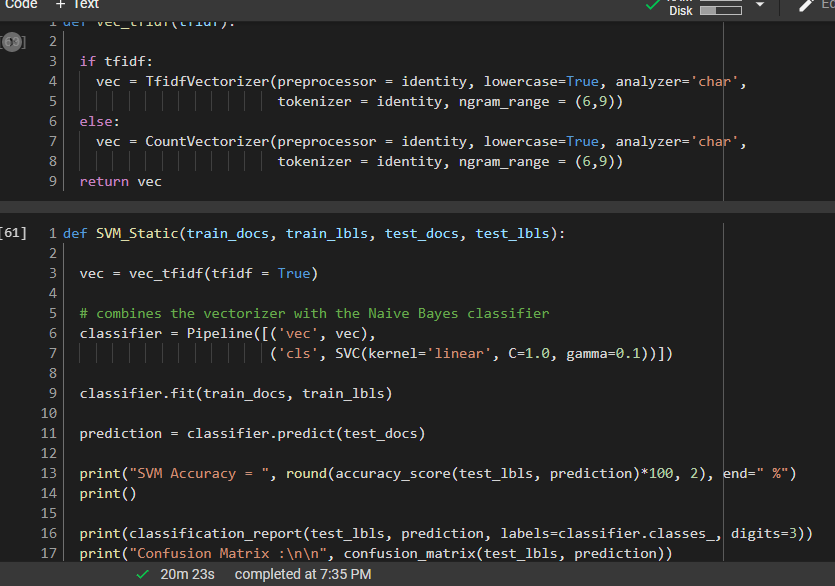 Code + Text
Disk
1 def vec_tfidf(tfidf):
[63] 2
3 if tfidf:
4 vec = TfidfVectorizer(preprocessor = identity, lowercase=True, analyzer='char',
5 tokenizer = identity, ngram_range = (6,9))
6 else:
7 vec = CountVectorizer(preprocessor = identity, lowercase=True, analyzer='char',
8 tokenizer = identity, ngram_range = (6,9))
9 return vec
[61] 1 def SVM_Static(train_docs, train_lbls, test_docs, test_lbls):
2
3 vec = vec_tfidf(tfidf = True)
4
5 # combines the vectorizer with the Naive Bayes classifier
6 classifier = Pipeline([('vec', vec),
7 ('cls', SVC(kernel='linear', C=1.0, gamma=0.1))])
8
9 classifier.fit(train_docs, train_lbls)
10
11 prediction = classifier.predict(test_docs)
12
13 print("SVM Accuracy = ", round(accuracy_score(test_lbls, prediction)*100, 2), end=" %")
14 print()
15
16 print(classification_report(test_lbls, prediction, labels=classifier.classes_, digits=3))
17 print("Confusion Matrix :\n\n", confusion_matrix(test_lbls, prediction))
20m 23s completed at 7:35 PM